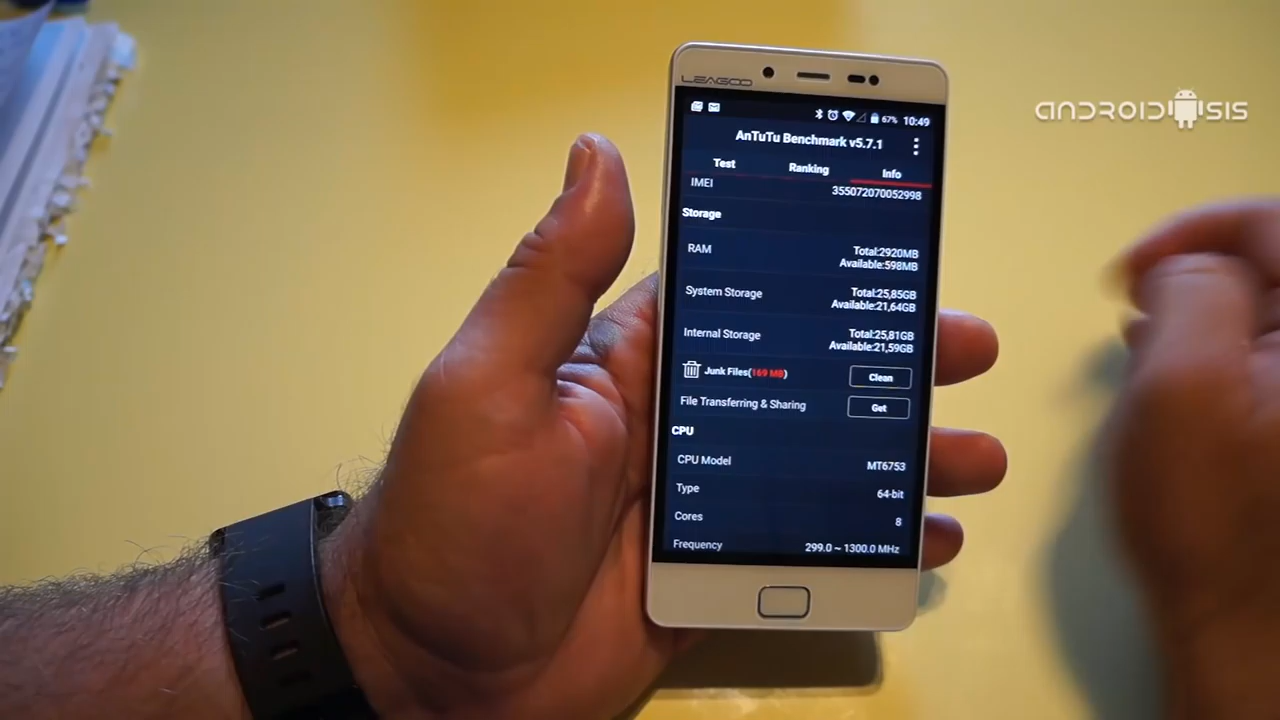 ANDROIDSIS
LEAGOO
67% 10:49
AnTuTu Benchmark v5.7.1
Test Ranking Info
IMEI 355072070052998
Storage
RAM Total:2920MB
Available:598MB
System Storage Total:25,85GB
Available:21,64GB
Internal Storage Total:25,81GB
Available:21,59GB
Junk Files(169 MB) Clean
File Transferring & Sharing Get
CPU
CPU Model MT6753
Type 64-bit
Cores 8
Frequency 299.0 ~ 1300.0 MHz